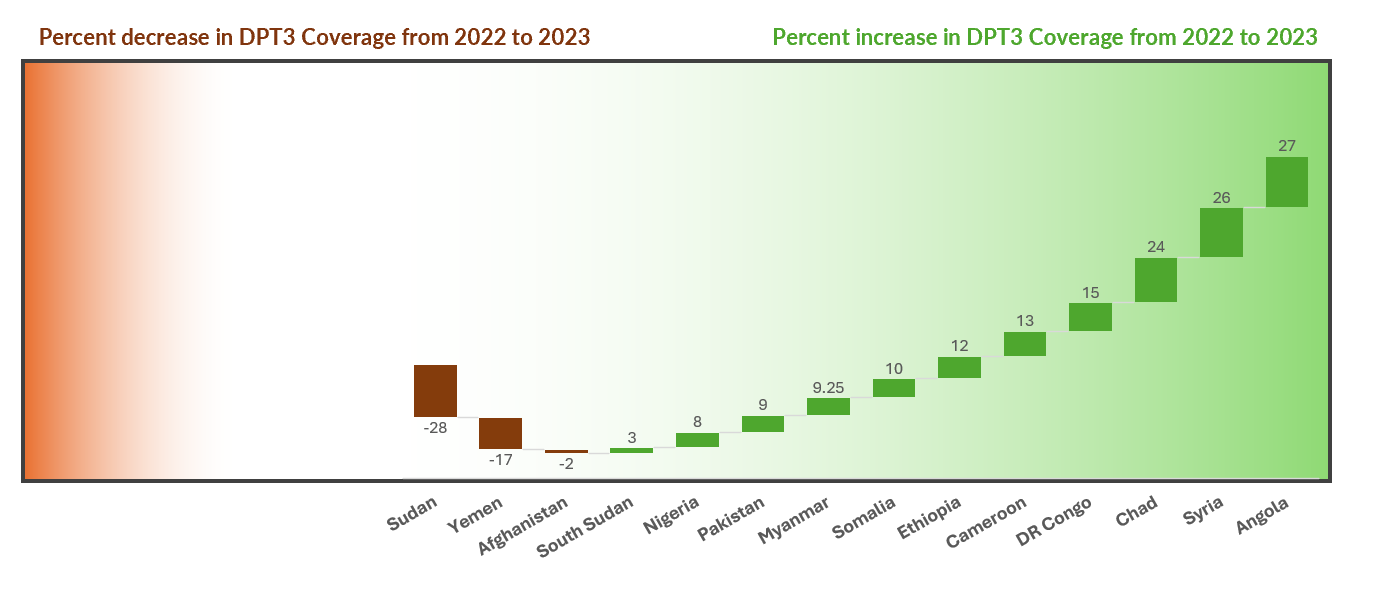 Percent decrease in DPT3 Coverage from 2022 to 2023
Percent increase in DPT3 Coverage from 2022 to 2023
27
26
24
15
13
12
10
9.25
9
8
3
-28
-17
-2
Sudan
Yemen
Afghanistan
South Sudan
Nigeria
Pakistan
Myanmar
Somalia
Ethiopia
Cameroon
DR Congo
Chad
Syria
Angola